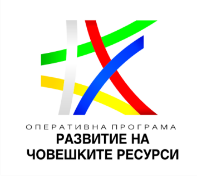 ОПЕРАТИВНА ПРОГРАМА
РАЗВИТИЕ НА
ЧОВЕШКИТЕ РЕСУРСИ